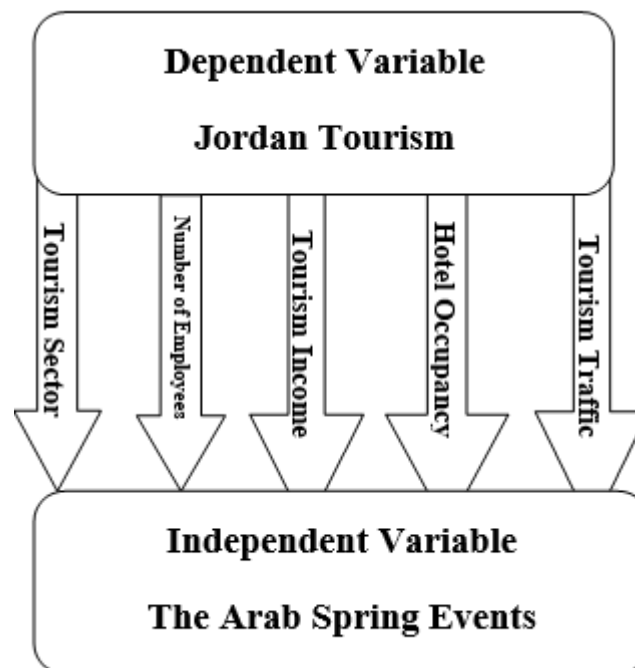 Dependent Variable
Jordan Tourism
Tourism Sector
Number of Employees
Tourism Income
Hotel Occupancy
Tourism Traffic
Independent Variable
The Arab Spring Events